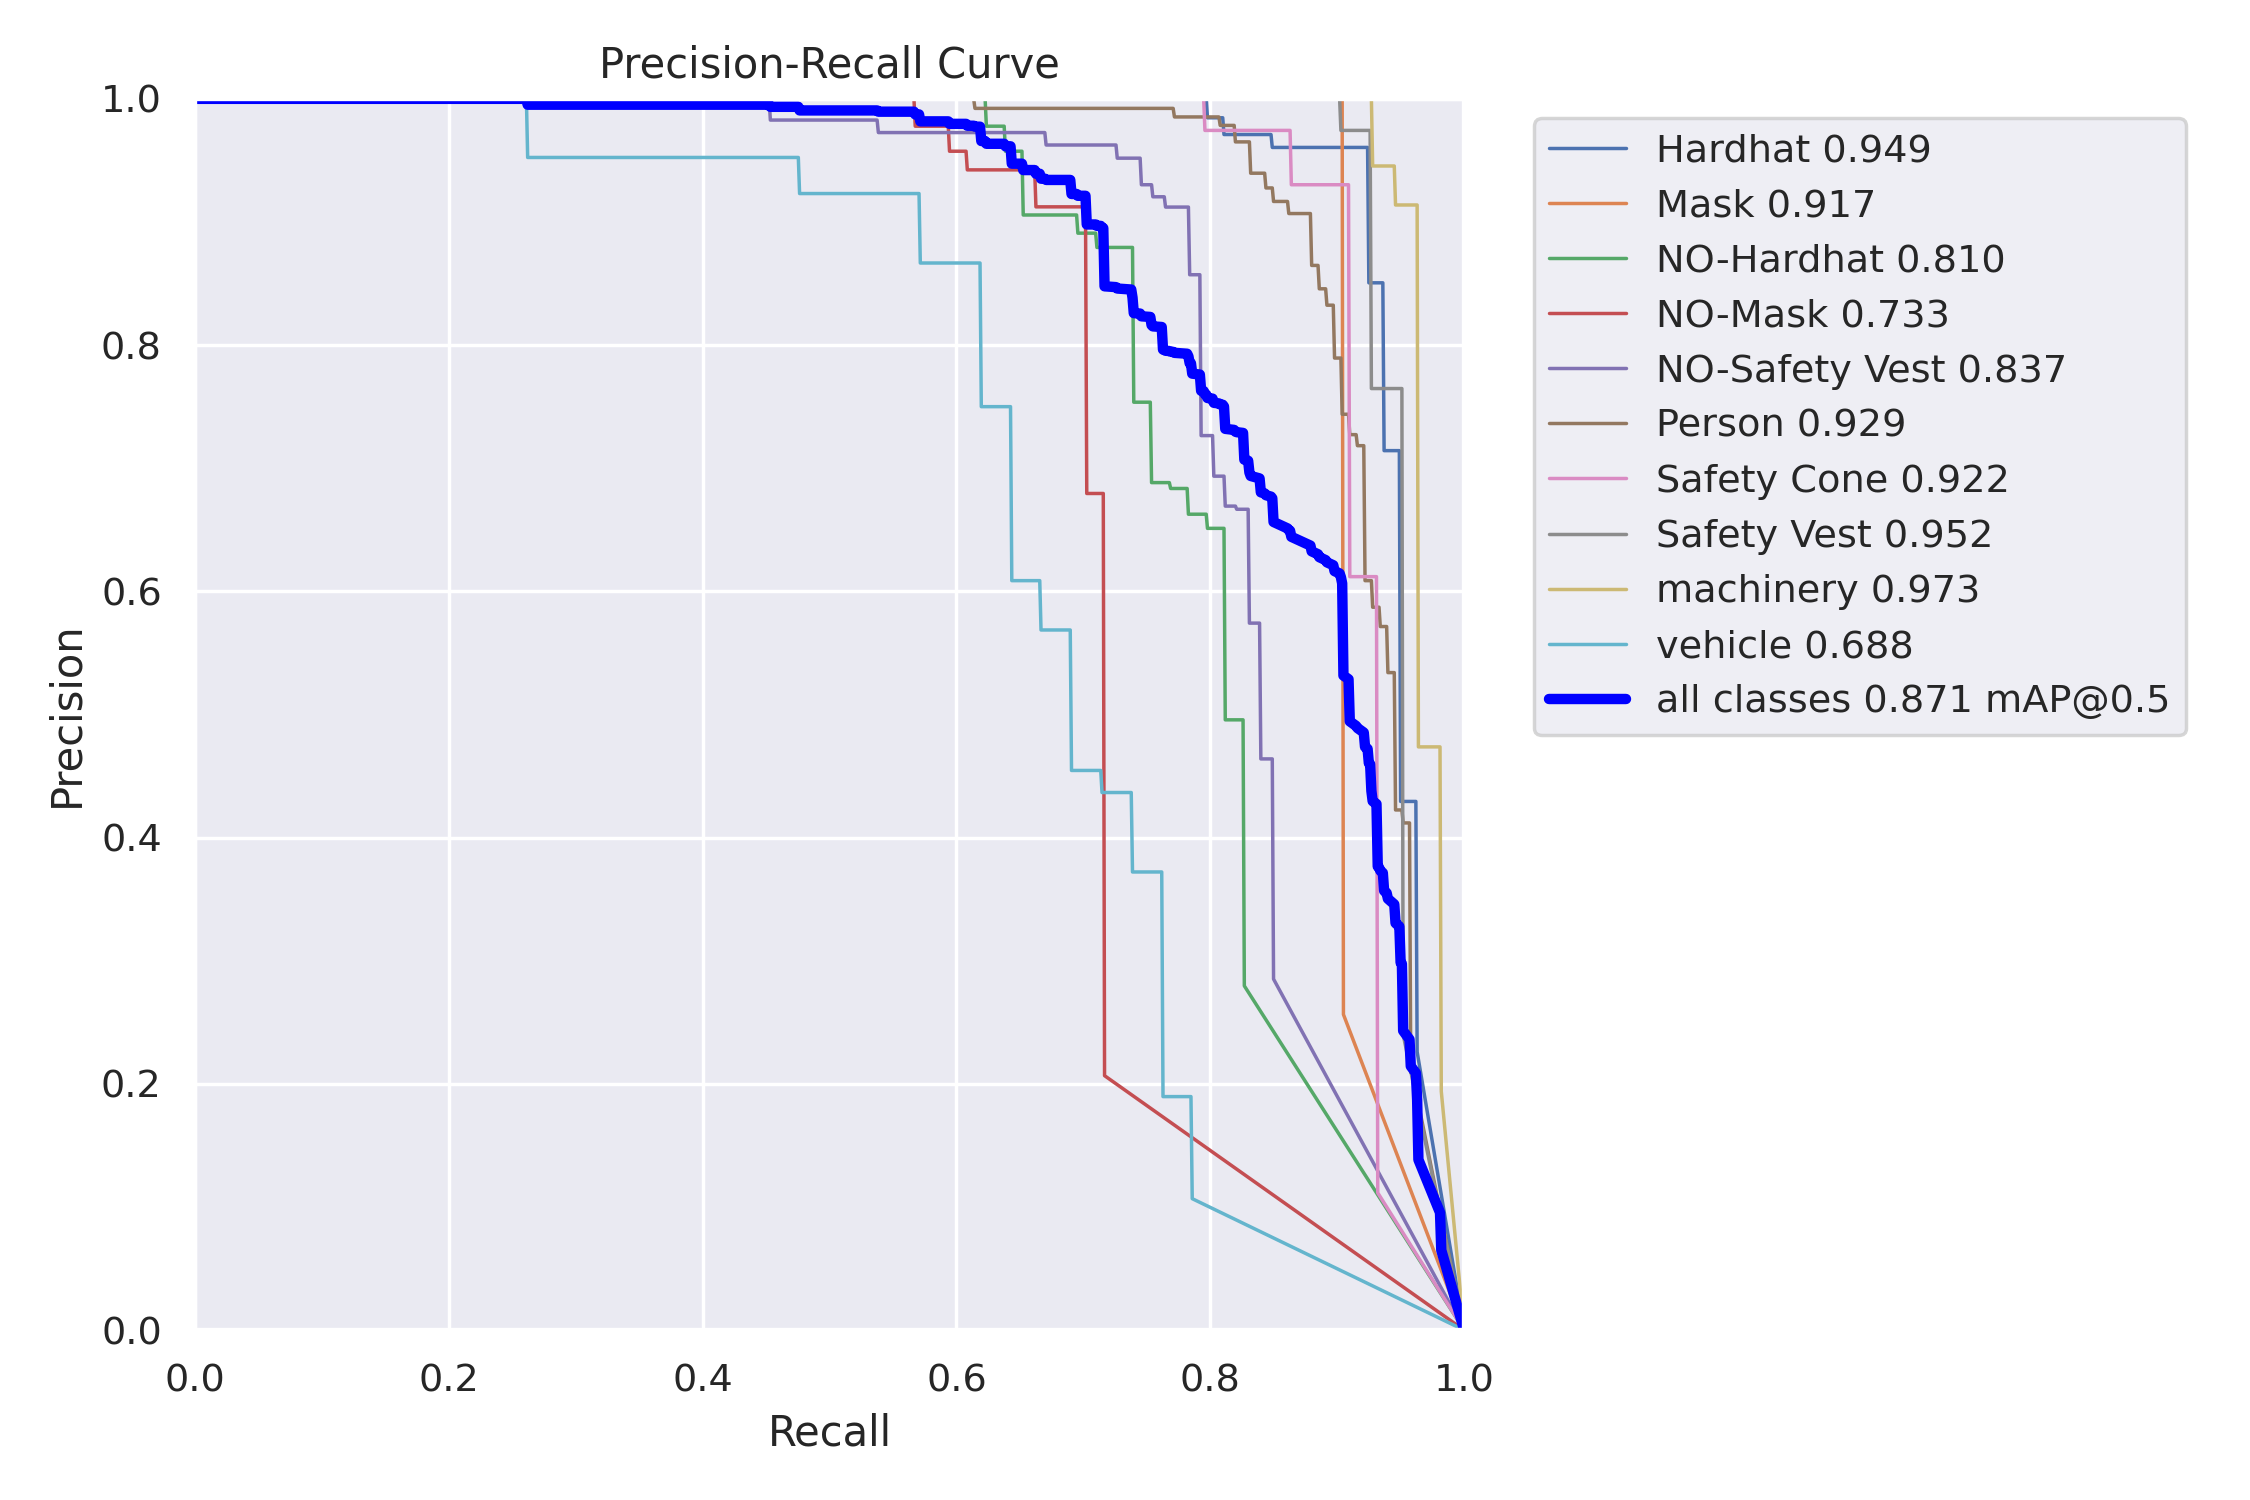 Precision-Recall Curve
1.0
0.8
0.6
0.4
0.2
0.0
Precision
0.0 0.2 0.4 0.6 0.8 1.0
Recall
Hardhat 0.949
Mask 0.917
NO-Hardhat 0.810
NO-Mask 0.733
NO-Safety Vest 0.837
Person 0.929
Safety Cone 0.922
Safety Vest 0.952
machinery 0.973
vehicle 0.688
all classes 0.871 mAP@0.5